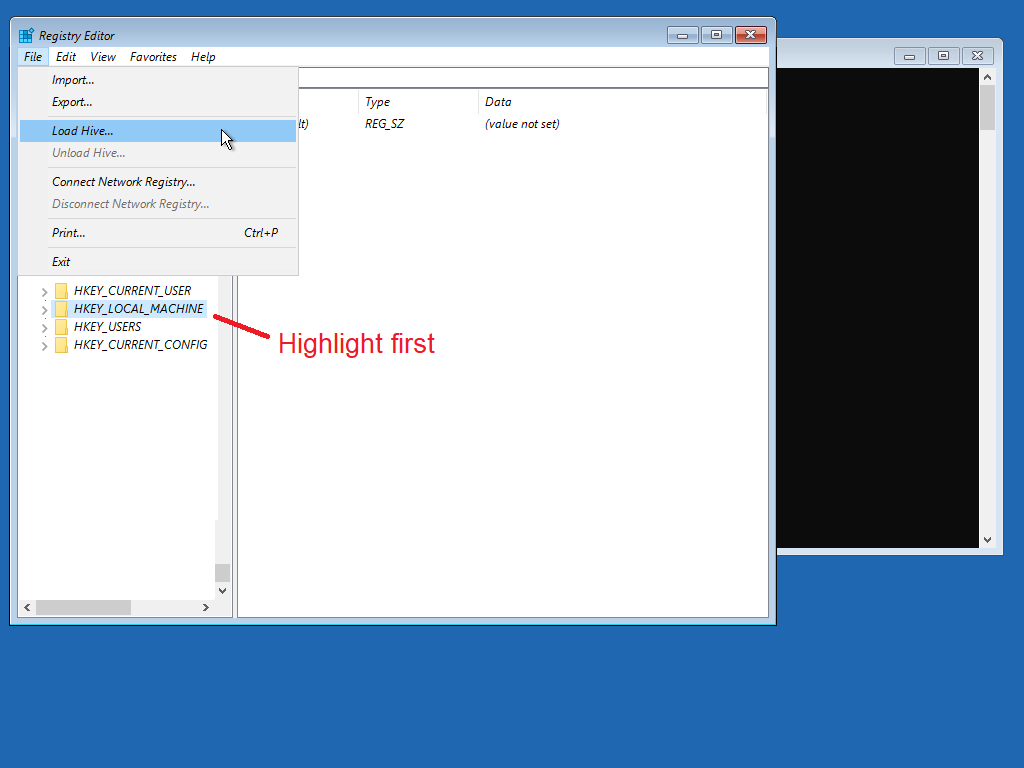 Registry Editor
File Edit View Favorites Help
Import...
Export...
Load Hive...
Unload Hive...
Connect Network Registry...
Disconnect Network Registry...
Print... Ctrl+P
Exit
Type Data
lt) REG_SZ (value not set)
HKEY_CURRENT_USER
HKEY_LOCAL_MACHINE
HKEY_USERS
HKEY_CURRENT_CONFIG
Highlight first